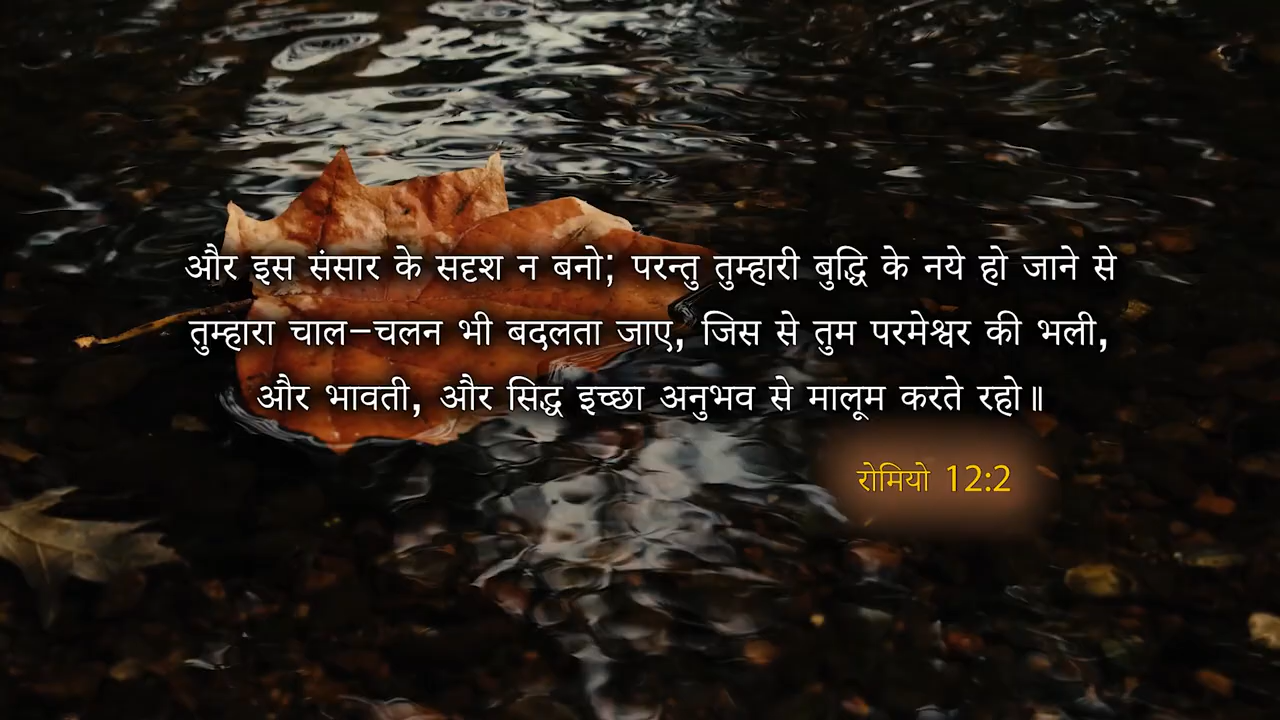 और इस संसार के सदृश न बनो; परन्तु तुम्हारी बुद्धि के नये हो जाने से
तुम्हारा चाल-चलन भी बदलता जाए, जिस से तुम परमेश्वर की भली,
और भावती, और सिद्ध इच्छा अनुभव से मालूम करते रहो॥
रोमियो 12:2